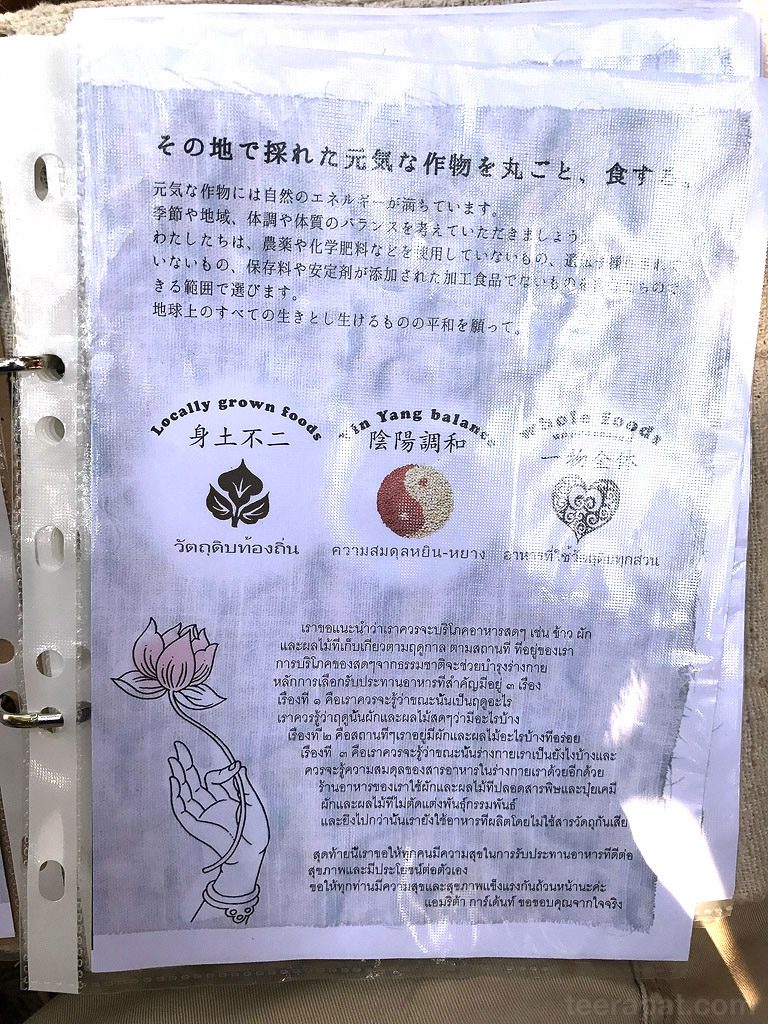 その地で採れた元気な作物を丸ごと、食す
元気な作物には自然のエネルギーが満ちています。
季節や地域、体調や体質のバランスを考えていただきましょう
わたしたちは、農薬や化学肥料などを使用していないもの、
いないもの、保存料や安定剤が添加された加工食品でないものを
きる範囲で選びます。
地球上のすべての生きとし生けるものの平和を願って。
Locally grown foods
身土不二
วัตถุดิบท้องถิ่น
Yin Yang balance
陰陽調和
ความสมดุลหยิน-หยาง
Whole foods
一物全体
อาหารที่ใช้วัตถุดิบทุกส่วน
เราขอแนะนำว่าเราควรจะบริโภคอาหารสดๆ เช่น ข้าว ผัก
และผลไม้ที่เก็บเกี่ยวตามฤดูกาล ตามสถานที่ ที่อยู่ของเรา
การบริโภคของสดๆจากธรรมชาติจะช่วยบำรุงร่างกาย
หลักการเลือกรับประทานอาหารที่สำคัญมีอยู่ ๓ เรื่อง
เรื่องที่ ๑ คือเราควรจะรู้ว่าขณะนั้นเป็นฤดูอะไร
เราควรรู้ว่าฤดูนั้นผักและผลไม้สดๆว่ามีอะไรบ้าง
เรื่องที่ ๒ คือสถานที่ๆเราอยู่มีผักและผลไม้อะไรบ้างที่อร่อย
เรื่องที่ ๓ คือเราควรจะรู้ว่าขณะนั้นร่างกายเราเป็นยังไงบ้างและ
ควรจะรู้ความสมดุลของสารอาหารในร่างกายเราด้วยอีกด้วย
ร้านอาหารของเราใช้ผักและผลไม้ที่ปลอดสารพิษและปุ๋ยเคมี
ผักและผลไม้ที่ไม่ตัดแต่งพันธุ์กรรมพันธ์
และยิ่งไปกว่านั้นเรายังใช้อาหารที่ผลิตโดยไม่ใช้สารวัตถุกันเสีย
สุดท้ายนี้เราขอให้ทุกคนมีความสุขในการรับประทานอาหารที่ดีต่อ
สุขภาพและมีประโยชน์ต่อตัวเอง
ขอให้ทุกท่านมีความสุขและสุขภาพแข็งแรงกันถ้วนหน้านะค่ะ
แอมริต้า การ์เด้นท์ ขอขอบคุณจากใจจริง
teerapat.com